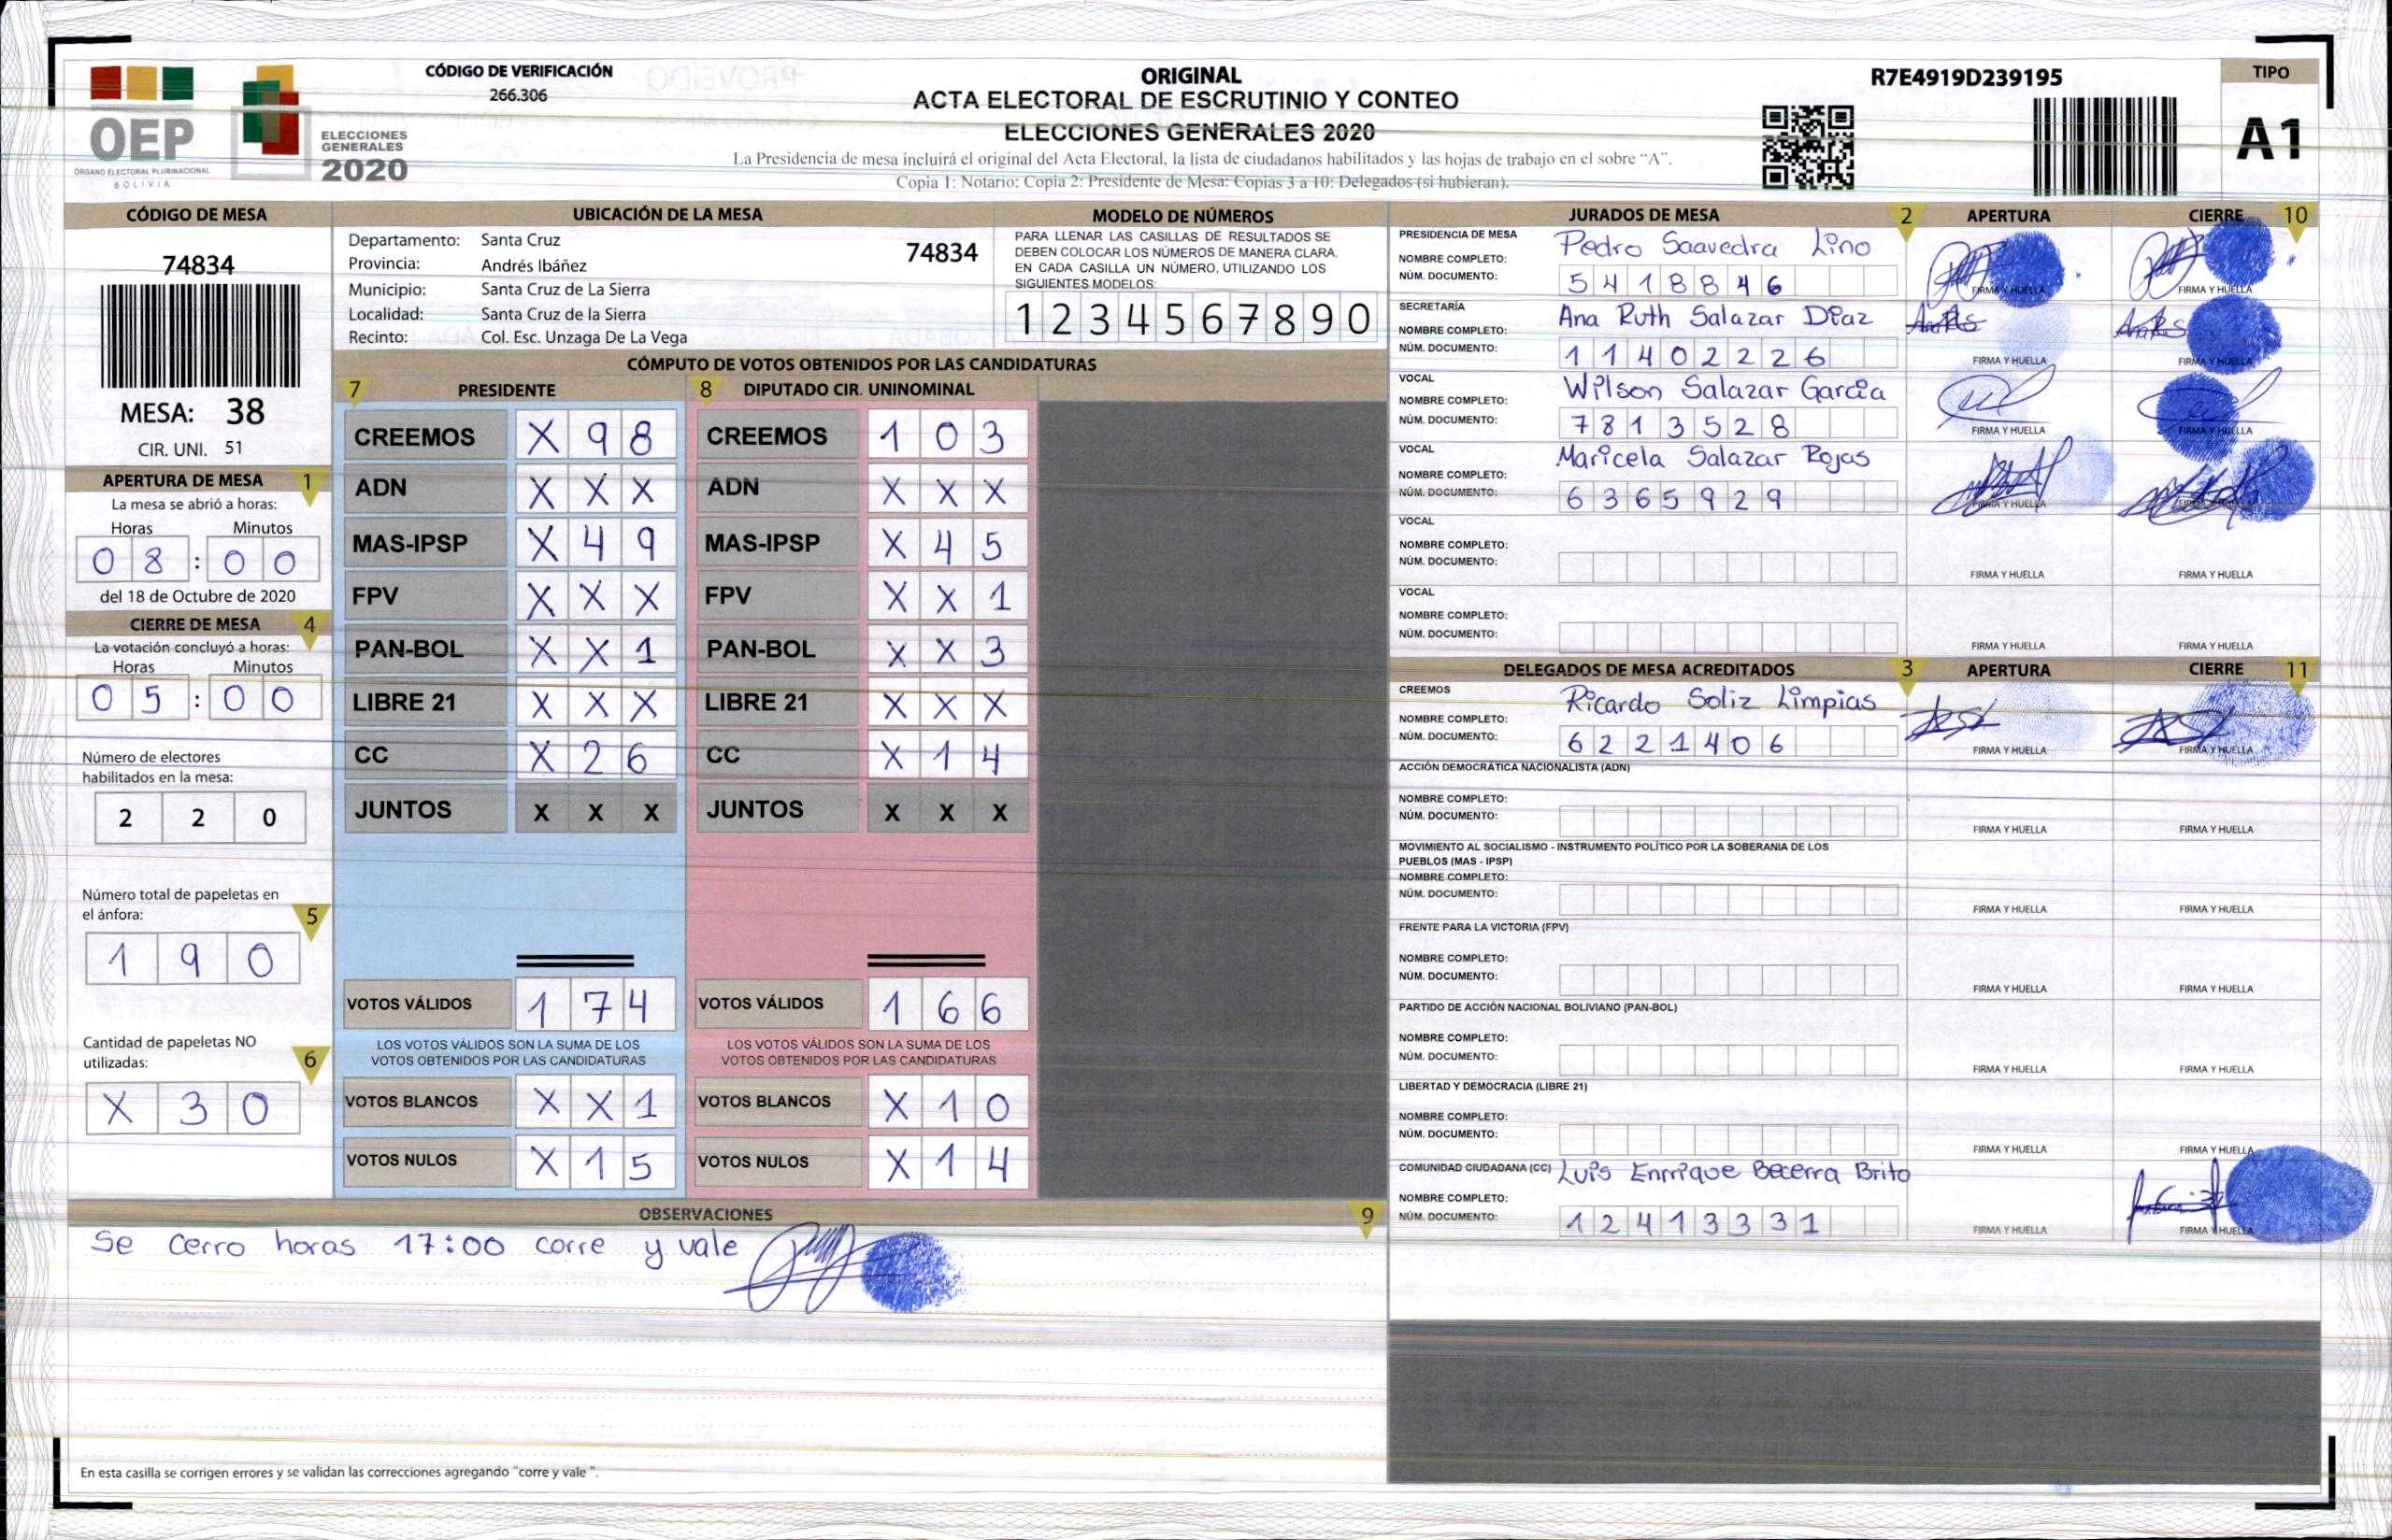 CÓDIGO DE VERIFICACIÓN
266.306
OEP
ÓRGANO ELECTORAL PLURINACIONAL
BOLIVIA
ELECCIONES
GENERALES
2020
ORIGINAL
ACTA ELECTORAL DE ESCRUTINIO Y CONTEO
ELECCIONES GENERALES 2020
La Presidencia de mesa incluirá el original del Acta Electoral, la lista de ciudadanos habilitados y las hojas de trabajo en el sobre "A".
Copia 1: Notario: Copia 2: Presidente de Mesa: Copias 3 a 10: Delegados (si hubieran).
R7E4919D239195
TIPO
A1
CÓDIGO DE MESA
74834
MESA: 38
CIR. UNI. 51
APERTURA DE MESA 1
La mesa se abrió a horas:
Horas Minutos
0 8 : 0 0
del 18 de Octubre de 2020
CIERRE DE MESA 4
La votación concluyó a horas:
Horas Minutos
0 5 : 0 0
Número de electores
habilitados en la mesa:
2 2 0
Número total de papeletas en
el ánfora: 5
1 9 0
Cantidad de papeletas NO
utilizadas: 6
X 3 0
UBICACIÓN DE LA MESA
Departamento: Santa Cruz
74834
Provincia: Andrés Ibáñez
Municipio: Santa Cruz de La Sierra
Localidad: Santa Cruz de la Sierra
Recinto: Col. Esc. Unzaga De La Vega
MODELO DE NÚMEROS
PARA LLENAR LAS CASILLAS DE RESULTADOS SE
DEBEN COLOCAR LOS NÚMEROS DE MANERA CLARA.
EN CADA CASILLA UN NÚMERO, UTILIZANDO LOS
SIGUIENTES MODELOS:
1 2 3 4 5 6 7 8 9 0
CÓMPUTO DE VOTOS OBTENIDOS POR LAS CANDIDATURAS
7 PRESIDENTE 8 DIPUTADO CIR. UNINOMINAL
CREEMOS X 9 8 CREEMOS 1 0 3
ADN X X X ADN X X X
MAS-IPSP X 4 9 MAS-IPSP X 4 5
FPV X X X FPV X X 1
PAN-BOL X X 1 PAN-BOL X X 3
LIBRE 21 X X X LIBRE 21 X X X
CC X 2 6 CC X 1 4
JUNTOS X X X JUNTOS X X X
VOTOS VÁLIDOS 1 7 4 VOTOS VÁLIDOS 1 6 6
LOS VOTOS VÁLIDOS SON LA SUMA DE LOS LOS VOTOS VÁLIDOS SON LA SUMA DE LOS
VOTOS OBTENIDOS POR LAS CANDIDATURAS VOTOS OBTENIDOS POR LAS CANDIDATURAS
VOTOS BLANCOS X X 1 VOTOS BLANCOS X 1 0
VOTOS NULOS X 1 5 VOTOS NULOS X 1 4
OBSERVACIONES 9
Se cerro horas 17:00 corre y vale
En esta casilla se corrigen errores y se validan las correcciones agregando "corre y vale ".
JURADOS DE MESA 2 APERTURA CIERRE 10
PRESIDENCIA DE MESA
NOMBRE COMPLETO: Pedro Saavedra Lino
NÚM. DOCUMENTO: 5 4 1 8 8 4 6
FIRMA Y HUELLA FIRMA Y HUELLA
SECRETARÍA
NOMBRE COMPLETO: Ana Ruth Salazar Diaz
NÚM. DOCUMENTO: 1 1 4 0 2 2 2 6
FIRMA Y HUELLA FIRMA Y HUELLA
VOCAL
NOMBRE COMPLETO: Wilson Salazar Garcia
NÚM. DOCUMENTO: 7 8 1 3 5 2 8
FIRMA Y HUELLA FIRMA Y HUELLA
VOCAL
NOMBRE COMPLETO: Maricela Salazar Rojas
NÚM. DOCUMENTO: 6 3 6 5 9 2 9
FIRMA Y HUELLA FIRMA Y HUELLA
VOCAL
NOMBRE COMPLETO:
NÚM. DOCUMENTO:
FIRMA Y HUELLA FIRMA Y HUELLA
VOCAL
NOMBRE COMPLETO:
NÚM. DOCUMENTO:
FIRMA Y HUELLA FIRMA Y HUELLA
DELEGADOS DE MESA ACREDITADOS 3 APERTURA CIERRE 11
CREEMOS
NOMBRE COMPLETO: Ricardo Soliz Limpias
NÚM. DOCUMENTO: 6 2 2 1 4 0 6
FIRMA Y HUELLA FIRMA Y HUELLA
ACCIÓN DEMOCRÁTICA NACIONALISTA (ADN)
NOMBRE COMPLETO:
NÚM. DOCUMENTO:
FIRMA Y HUELLA FIRMA Y HUELLA
MOVIMIENTO AL SOCIALISMO - INSTRUMENTO POLÍTICO POR LA SOBERANIA DE LOS
PUEBLOS (MAS - IPSP)
NOMBRE COMPLETO:
NÚM. DOCUMENTO:
FIRMA Y HUELLA FIRMA Y HUELLA
FRENTE PARA LA VICTORIA (FPV)
NOMBRE COMPLETO:
NÚM. DOCUMENTO:
FIRMA Y HUELLA FIRMA Y HUELLA
PARTIDO DE ACCIÓN NACIONAL BOLIVIANO (PAN-BOL)
NOMBRE COMPLETO:
NÚM. DOCUMENTO:
FIRMA Y HUELLA FIRMA Y HUELLA
LIBERTAD Y DEMOCRACIA (LIBRE 21)
NOMBRE COMPLETO:
NÚM. DOCUMENTO:
FIRMA Y HUELLA FIRMA Y HUELLA
COMUNIDAD CIUDADANA (CC) Luis Enrrique Becerra Brito
NOMBRE COMPLETO:
NÚM. DOCUMENTO: 1 2 4 1 3 3 3 1
FIRMA Y HUELLA FIRMA Y HUELLA